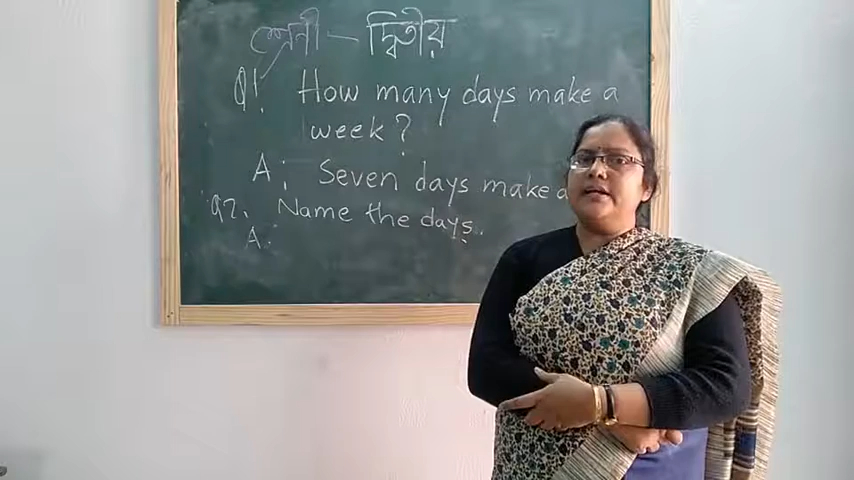 শ্রেনী — দ্বিতীয়
Q1. How many days make a
week?
A: Seven days make a
Q2. Name the days.
A: